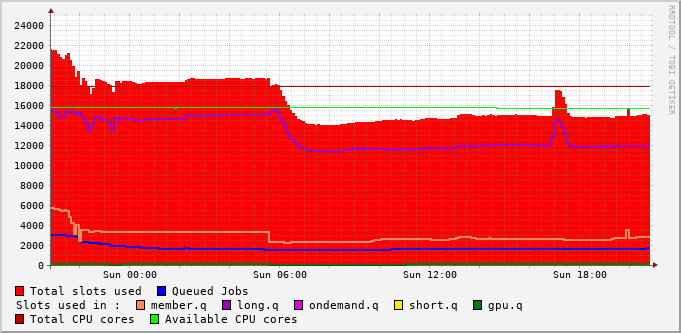 RRDTOOL / TOBI OETIKER
24000
22000
20000
18000
16000
14000
12000
10000
8000
6000
4000
2000
0
Sun 00:00 Sun 06:00 Sun 12:00 Sun 18:00
Total slots used Queued Jobs
Slots used in : member.q long.q ondemand.q short.q gpu.q
Total CPU cores Available CPU cores